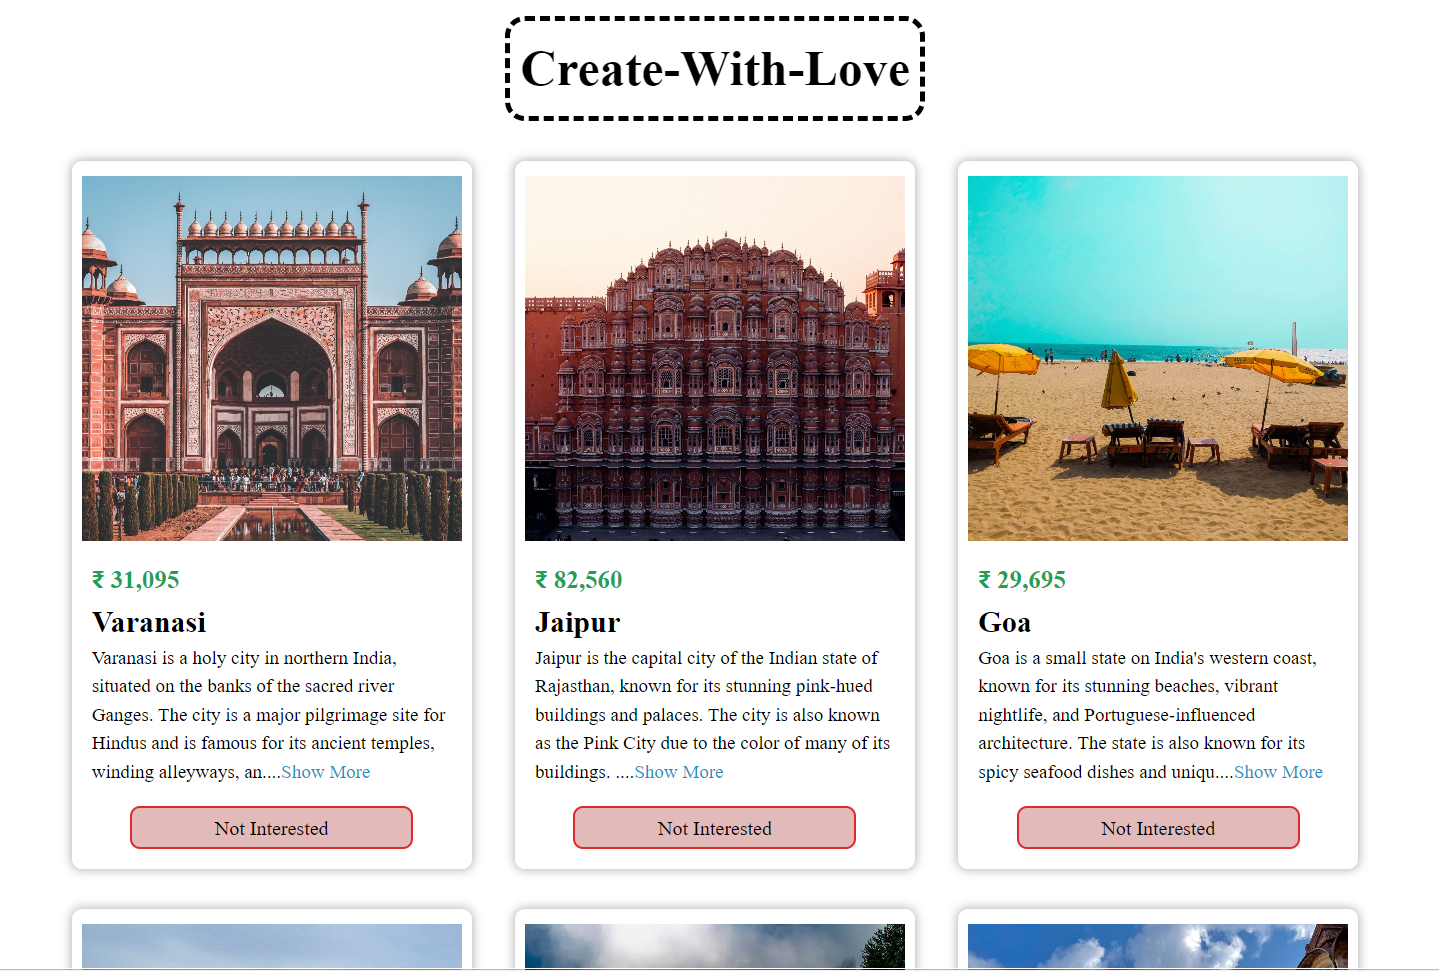 Create-With-Love
₹ 31,095
Varanasi
Varanasi is a holy city in northern India,
situated on the banks of the sacred river
Ganges. The city is a major pilgrimage site for
Hindus and is famous for its ancient temples,
winding alleyways, an....Show More
Not Interested
₹ 82,560
Jaipur
Jaipur is the capital city of the Indian state of
Rajasthan, known for its stunning pink-hued
buildings and palaces. The city is also known
as the Pink City due to the color of many of its
buildings. ....Show More
Not Interested
₹ 29,695
Goa
Goa is a small state on India's western coast,
known for its stunning beaches, vibrant
nightlife, and Portuguese-influenced
architecture. The state is also known for its
spicy seafood dishes and uniqu....Show More
Not Interested